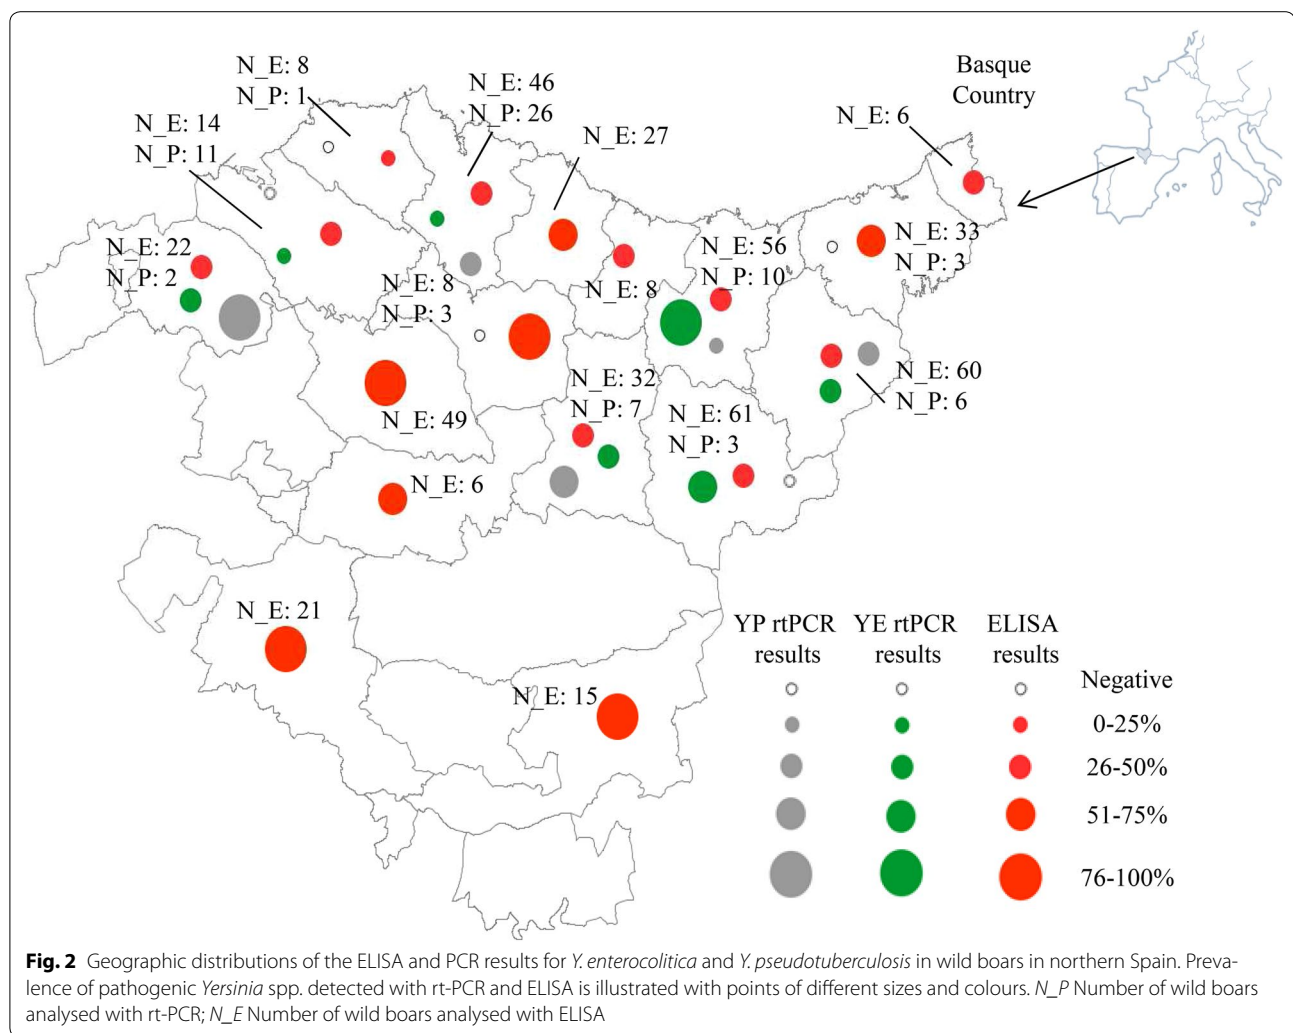 N_E: 8
N_P: 1
N_E: 46
N_P: 26
Basque
Country
N_E: 14
N_P: 11
N_E: 27
N_E: 6
N_E: 22
N_P: 2
N_E: 8
N_P: 3
N_E: 8
N_E: 56
N_P: 10
N_E: 33
N_P: 3
N_E: 49
N_E: 32
N_P: 7
N_E: 61
N_P: 3
N_E: 60
N_P: 6
N_E: 6
N_E: 21
N_E: 15
YP rtPCR
results
YE rtPCR
results
ELISA
results
Negative
0-25%
26-50%
51-75%
76-100%
Fig. 2 Geographic distributions of the ELISA and PCR results for Y. enterocolitica and Y. pseudotuberculosis in wild boars in northern Spain. Preva-
lence of pathogenic Yersinia spp. detected with rt-PCR and ELISA is illustrated with points of different sizes and colours. N_P Number of wild boars
analysed with rt-PCR; N_E Number of wild boars analysed with ELISA